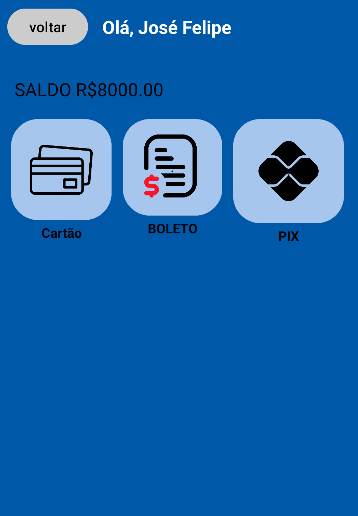 voltar
Olá, José Felipe
SALDO R$8000.00
Cartão
BOLETO
PIX